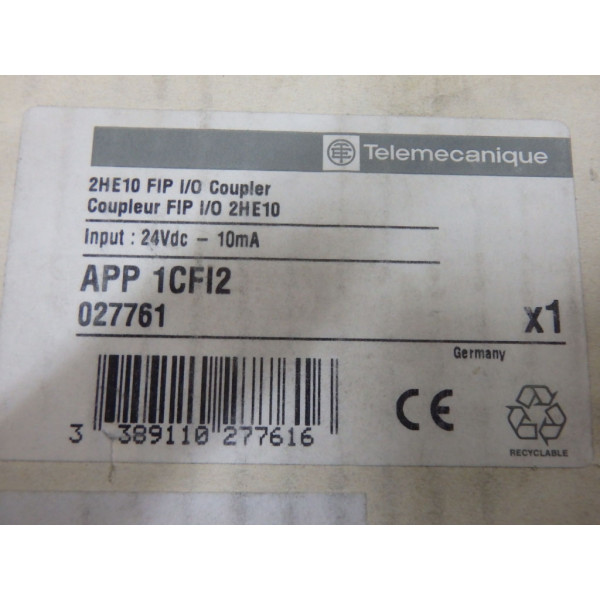 Telemecanique
2HE10 FIP I/O Coupler
Coupleur FIP I/O 2HE10
Input : 24Vdc – 10mA
APP 1CFI2
027761
x1
Germany
CE
3 389110 277616
RECYCLABLE